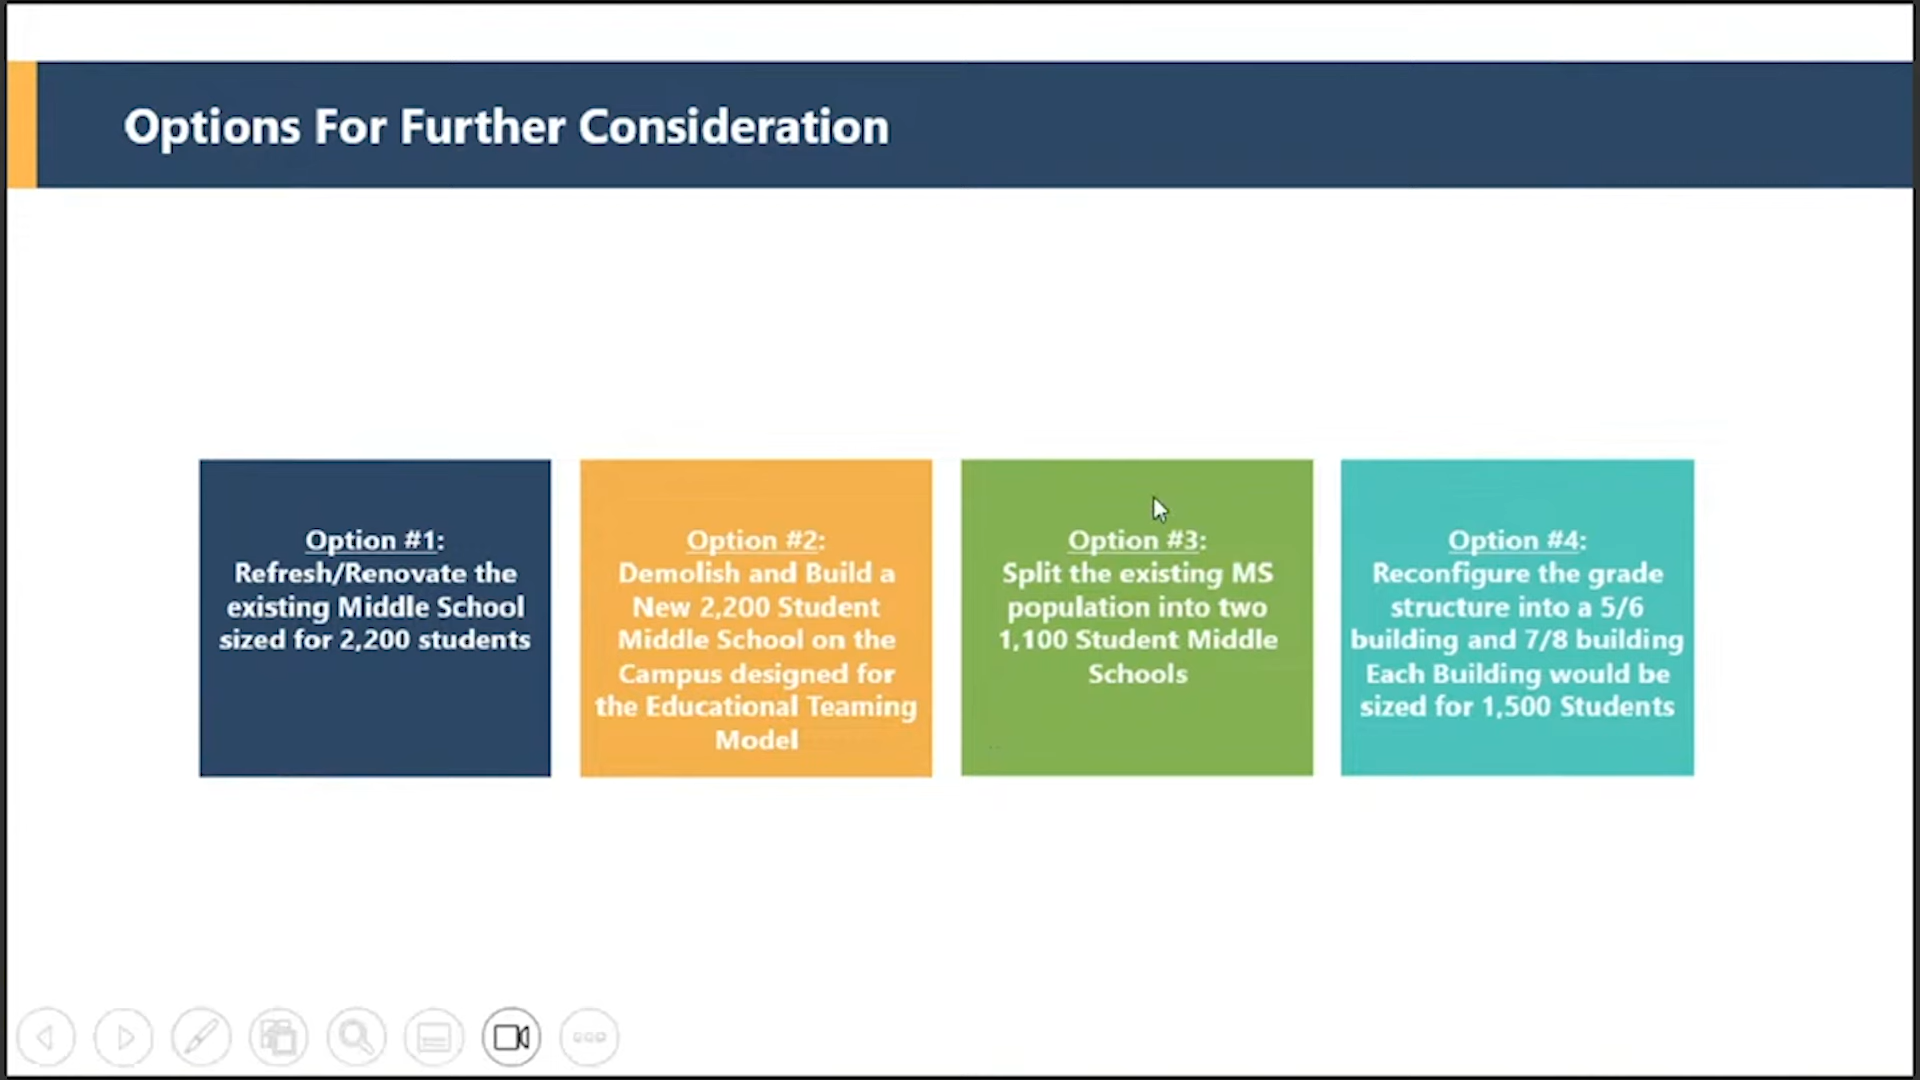 Options For Further Consideration
Option #1:
Refresh/Renovate the
existing Middle School
sized for 2,200 students
Option #2:
Demolish and Build a
New 2,200 Student
Middle School on the
Campus designed for
the Educational Teaming
Model
Option #3:
Split the existing MS
population into two
1,100 Student Middle
Schools
Option #4:
Reconfigure the grade
structure into a 5/6
building and 7/8 building
Each Building would be
sized for 1,500 Students